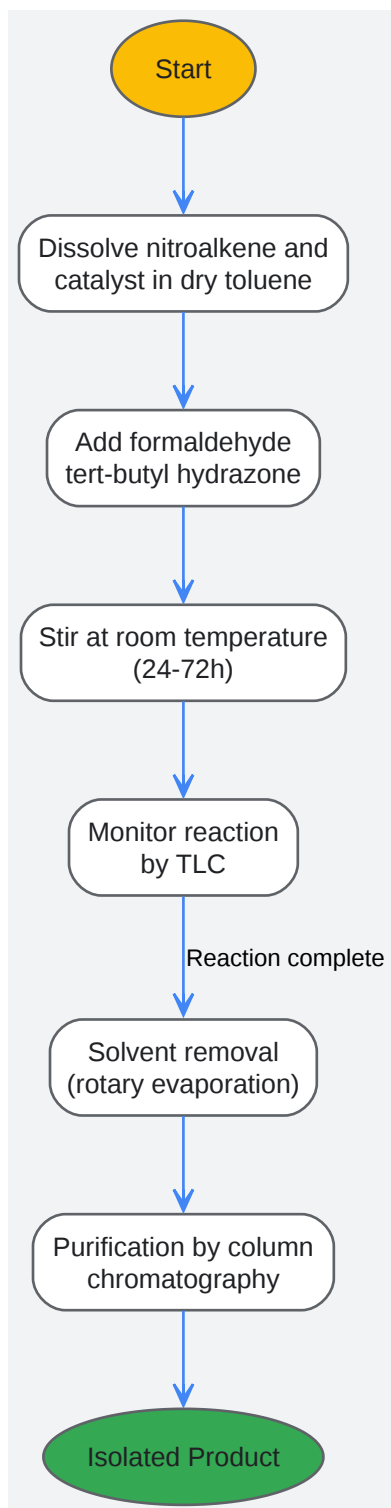 Start
Dissolve nitroalkene and
catalyst in dry toluene
Add formaldehyde
tert-butyl hydrazone
Stir at room temperature
(24-72h)
Monitor reaction
by TLC
Reaction complete
Solvent removal
(rotary evaporation)
Purification by column
chromatography
Isolated Product